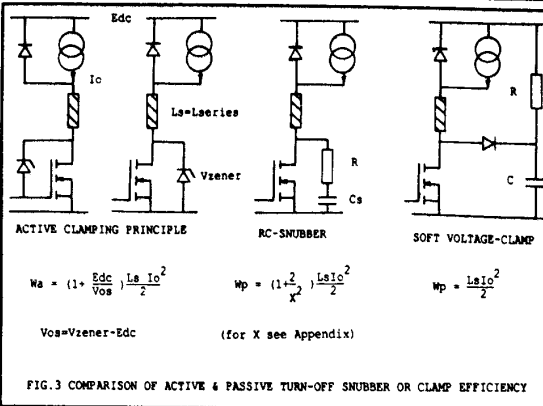 Edc
Io
Ls=Lseries
Vzener
R
Cs
R
C
ACTIVE CLAMPING PRINCIPLE
RC-SNUBBER
SOFT VOLTAGE-CLAMP
Wa = (1+ Edc/Vos ) Ls Io²/2
Wp = (1+ 2/X² ) LsIo²/2
Wp = LsIo²/2
Vos=Vzener-Edc
(for X see Appendix)
FIG.3 COMPARISON OF ACTIVE & PASSIVE TURN-OFF SNUBBER OR CLAMP EFFICIENCY